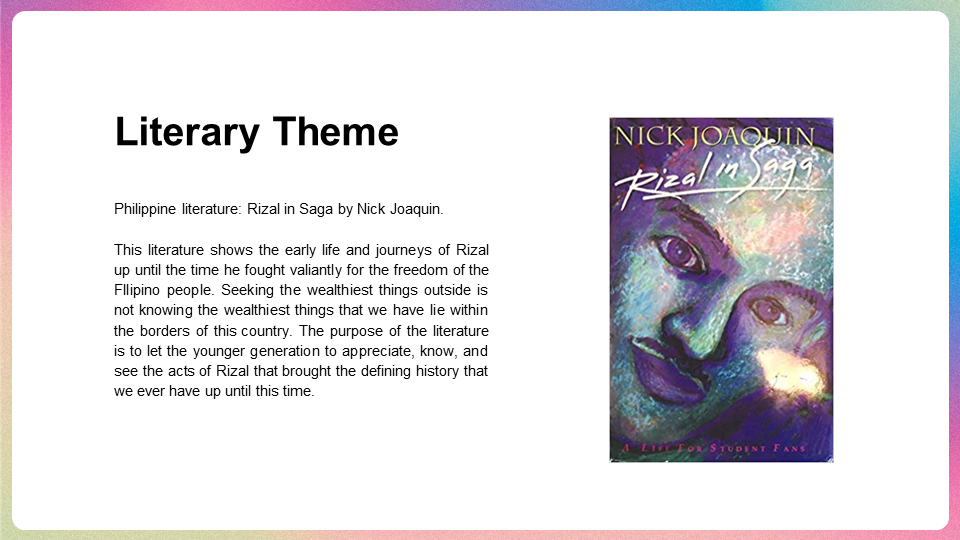 Literary Theme
Philippine literature: Rizal in Saga by Nick Joaquin.
This literature shows the early life and journeys of Rizal
up until the time he fought valiantly for the freedom of the
FIlipino people. Seeking the wealthiest things outside is
not knowing the wealthiest things that we have lie within
the borders of this country. The purpose of the literature
is to let the younger generation to appreciate, know, and
see the acts of Rizal that brought the defining history that
we ever have up until this time.
NICK JOAQUIN
Rizal in Saga
A LIFE FOR STUDENT FANS